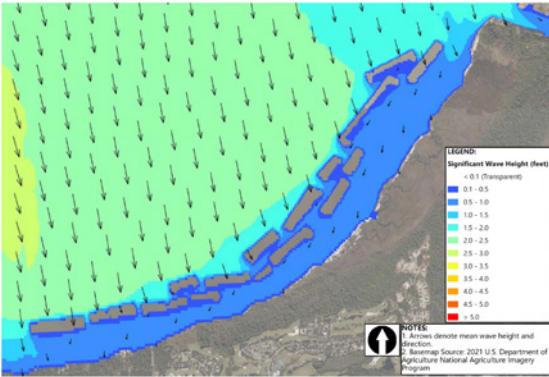 LEGEND:
Significant Wave Height (feet)
< 0.1 (Transparent)
0.1 - 0.5
0.5 - 1.0
1.0 - 1.5
1.5 - 2.0
2.0 - 2.5
2.5 - 3.0
3.0 - 3.5
3.5 - 4.0
4.0 - 4.5
4.5 - 5.0
> 5.0
NOTES:
1. Arrows denote mean wave height and
direction.
2. Basemap Source: 2021 U.S. Department of
Agriculture National Agriculture Imagery
Program